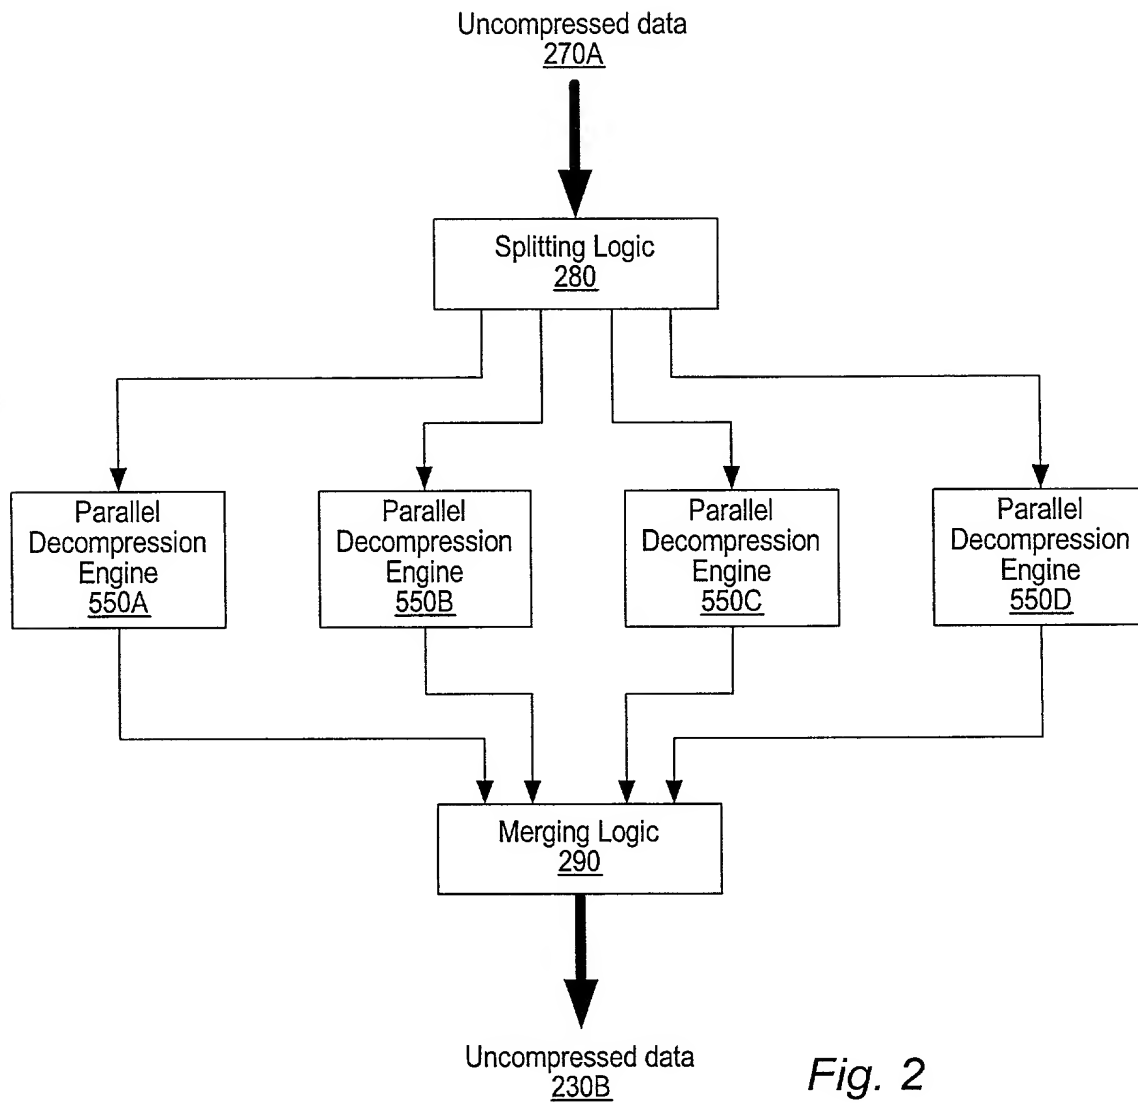 Uncompressed data
270A
Splitting Logic
280
Parallel
Decompression
Engine
550A
Parallel
Decompression
Engine
550B
Parallel
Decompression
Engine
550C
Parallel
Decompression
Engine
550D
Merging Logic
290
Uncompressed data
230B
Fig. 2